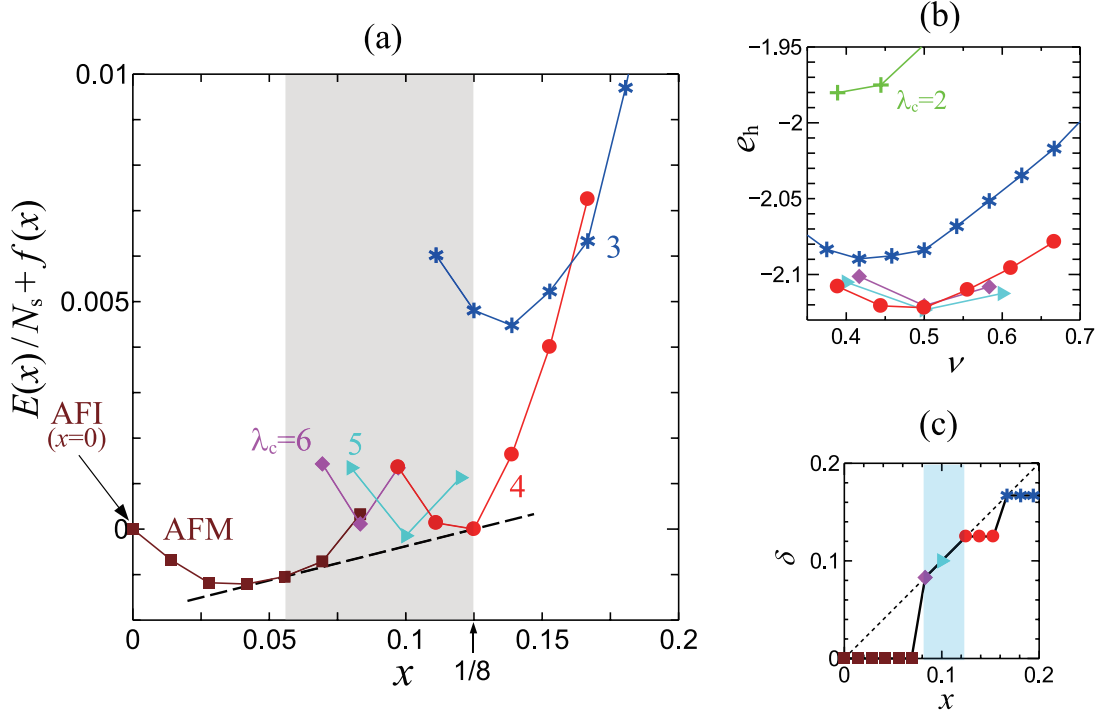 (a)
0.01
0.005
0
E(x)/Nₛ + f(x)
AFI
(x=0)
AFM
λc=6
5
4
3
0
0.05
0.1
0.15
0.2
1/8
x
(b)
−1.95
−2
−2.05
−2.1
eₕ
λc=2
0.4
0.5
0.6
0.7
ν
(c)
0.2
0.10
0
δ
0
0.1
0.2
x